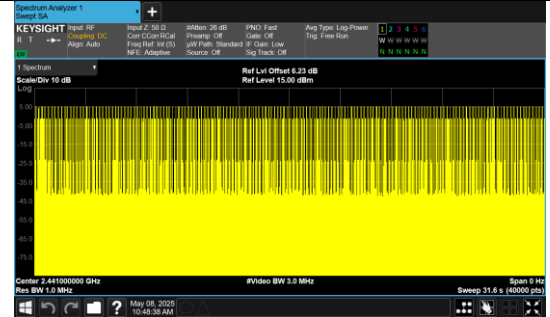 Spectrum Analyzer 1
Swept SA
+
KEYSIGHT
R T
Input: RF
Coupling: DC
Align: Auto
Input Z: 50 Ω
Corr CCorr RCal
Freq Ref: Int (S)
NFE: Adaptive
#Atten: 26 dB
Preamp: Off
µW Path: Standard
Source: Off
PNO: Fast
Gate: Off
IF Gain: Low
Sig Track: Off
Avg Type: Log-Power
Trig: Free Run
1 2 3 4 5 6
W W W W W W
N N N N N N
1 Spectrum
Scale/Div 10 dB
Ref Lvl Offset 6.23 dB
Ref Level 15.00 dBm
Log
5.00
-5.00
-15.0
-25.0
-35.0
-45.0
-55.0
-65.0
-75.0
Center 2.441000000 GHz
#Video BW 3.0 MHz
Span 0 Hz
Res BW 1.0 MHz
Sweep 31.6 s (40000 pts)
?
May 08, 2025
10:48:38 AM